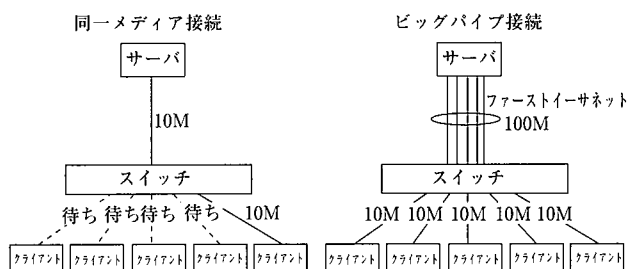 同一メディア接続
サーバ
10M
スイッチ
待ち 待ち 待ち 待ち 10M
クライアント クライアント クライアント クライアント クライアント
ビッグパイプ接続
サーバ
ファーストイーサネット
100M
スイッチ
10M 10M 10M 10M 10M
クライアント クライアント クライアント クライアント クライアント